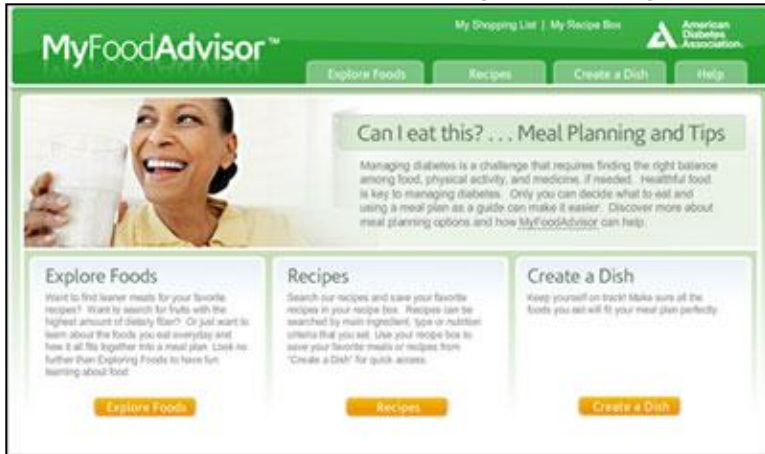 My Shopping List | My Recipe Box
American
Diabetes
Association.
MyFoodAdvisor™
Explore Foods
Recipes
Create a Dish
Help
Can I eat this? . . . Meal Planning and Tips
Managing diabetes is a challenge that requires finding the right balance
among food, physical activity, and medicine, if needed. Healthful food
is key to managing diabetes. Only you can decide what to eat and
using a meal plan as a guide can make it easier. Discover more about
meal planning options and how MyFoodAdvisor can help.
Explore Foods
Want to find leaner meats for your favorite
recipes? Want to search for fruits with the
highest amount of dietary fiber? Or just want to
learn about the foods you eat everyday and
how it all fits together into a meal plan. Look no
further than Exploring Foods to have fun
learning about food
Explore Foods
Recipes
Search our recipes and save your favorite
recipes in your recipe box. Recipes can be
searched by main ingredient, type or nutrition
criteria that you set. Use your recipe box to
save your favorite meals or recipes from
"Create a Dish" for quick access.
Recipes
Create a Dish
Keep yourself on track! Make sure all the
foods you eat will fit your meal plan perfectly.
Create a Dish